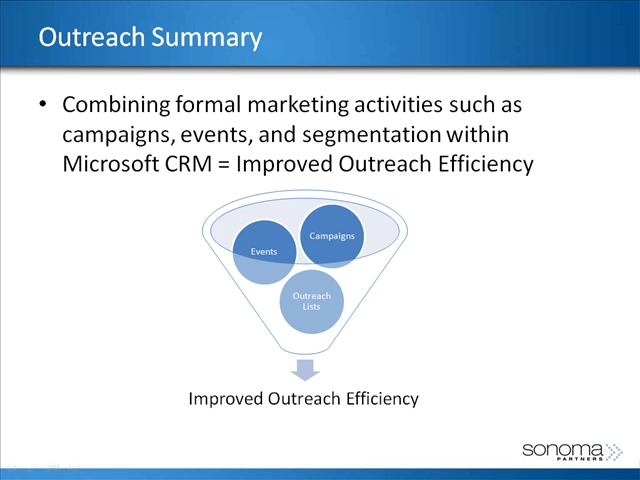 Outreach Summary
• Combining formal marketing activities such as
campaigns, events, and segmentation within
Microsoft CRM = Improved Outreach Efficiency
Campaigns
Events
Outreach
Lists
Improved Outreach Efficiency
sonoma
PARTNERS